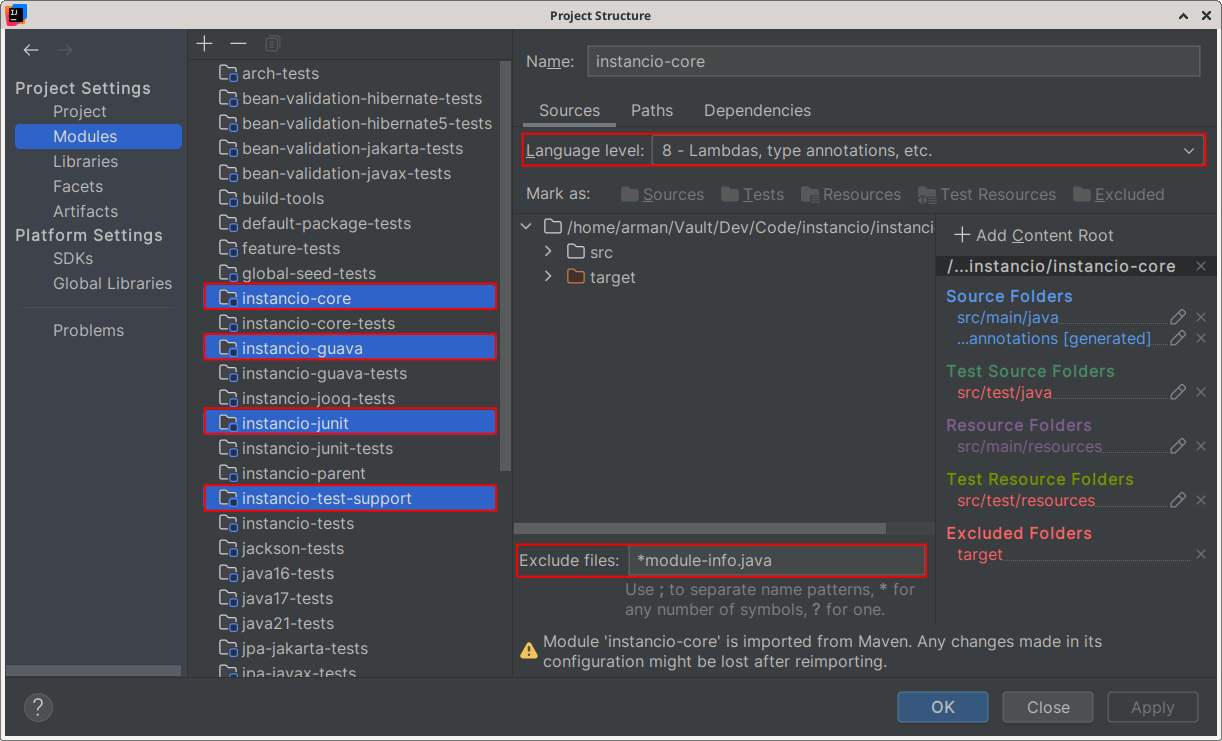 Project Structure
Project Settings
Project
Modules
Libraries
Facets
Artifacts
Platform Settings
SDKs
Global Libraries
Problems
arch-tests
bean-validation-hibernate-tests
bean-validation-hibernate5-tests
bean-validation-jakarta-tests
bean-validation-javax-tests
build-tools
default-package-tests
feature-tests
global-seed-tests
instancio-core
instancio-core-tests
instancio-guava
instancio-guava-tests
instancio-jooq-tests
instancio-junit
instancio-junit-tests
instancio-parent
instancio-test-support
instancio-tests
jackson-tests
java16-tests
java17-tests
java21-tests
jpa-jakarta-tests
jpa-javax-tests
Name: instancio-core
Sources Paths Dependencies
Language level: 8 - Lambdas, type annotations, etc.
Mark as: Sources Tests Resources Test Resources Excluded
/home/arman/Vault/Dev/Code/instancio/instanci
src
target
Exclude files: *module-info.java
Use ; to separate name patterns, * for
any number of symbols, ? for one.
+ Add Content Root
/...instancio/instancio-core
Source Folders
src/main/java
...annotations [generated]
Test Source Folders
src/test/java
Resource Folders
src/main/resources
Test Resource Folders
src/test/resources
Excluded Folders
target
Module 'instancio-core' is imported from Maven. Any changes made in its
configuration might be lost after reimporting.
?
OK Close Apply